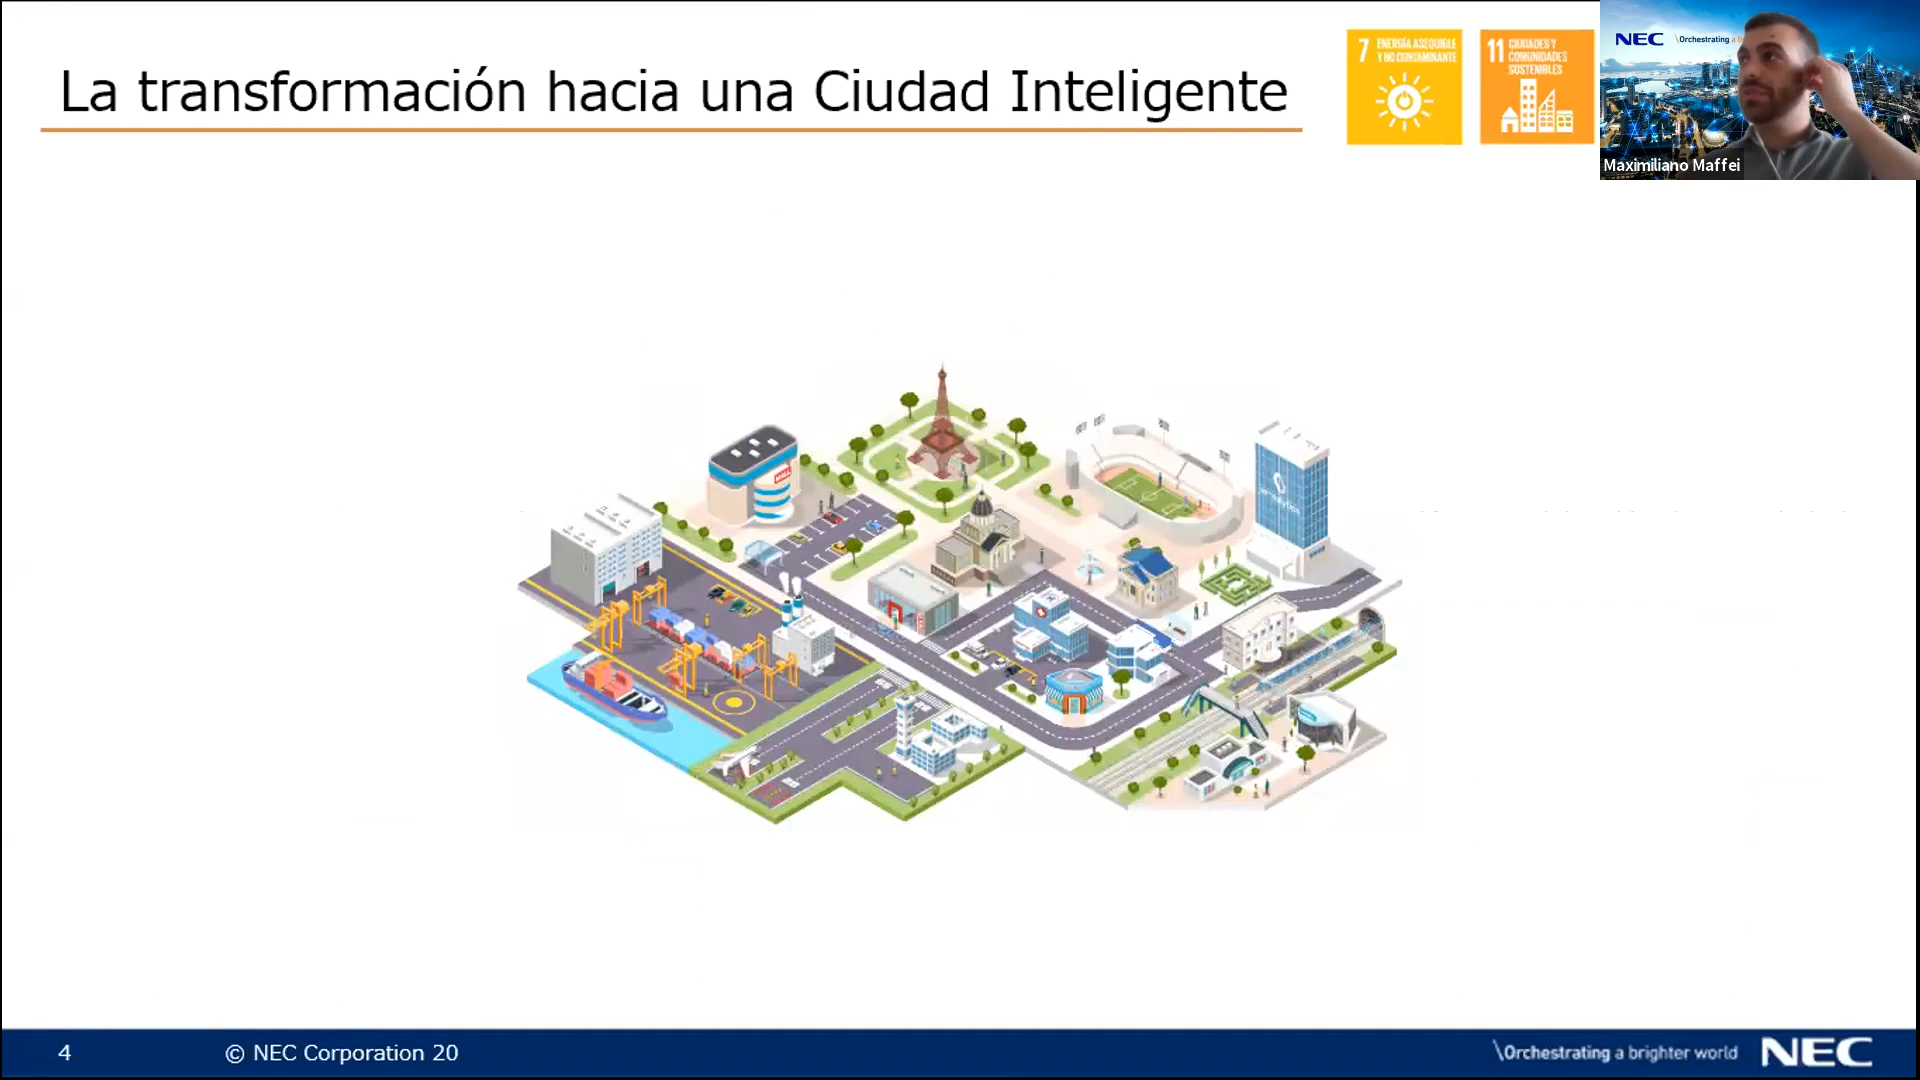 La transformación hacia una Ciudad Inteligente
7 ENERGÍA ASEQUIBLE
Y NO CONTAMINANTE
11 CIUDADES Y
COMUNIDADES
SOSTENIBLES
NEC \Orchestrating a
Maximiliano Maffei
4
© NEC Corporation 20
\Orchestrating a brighter world
NEC